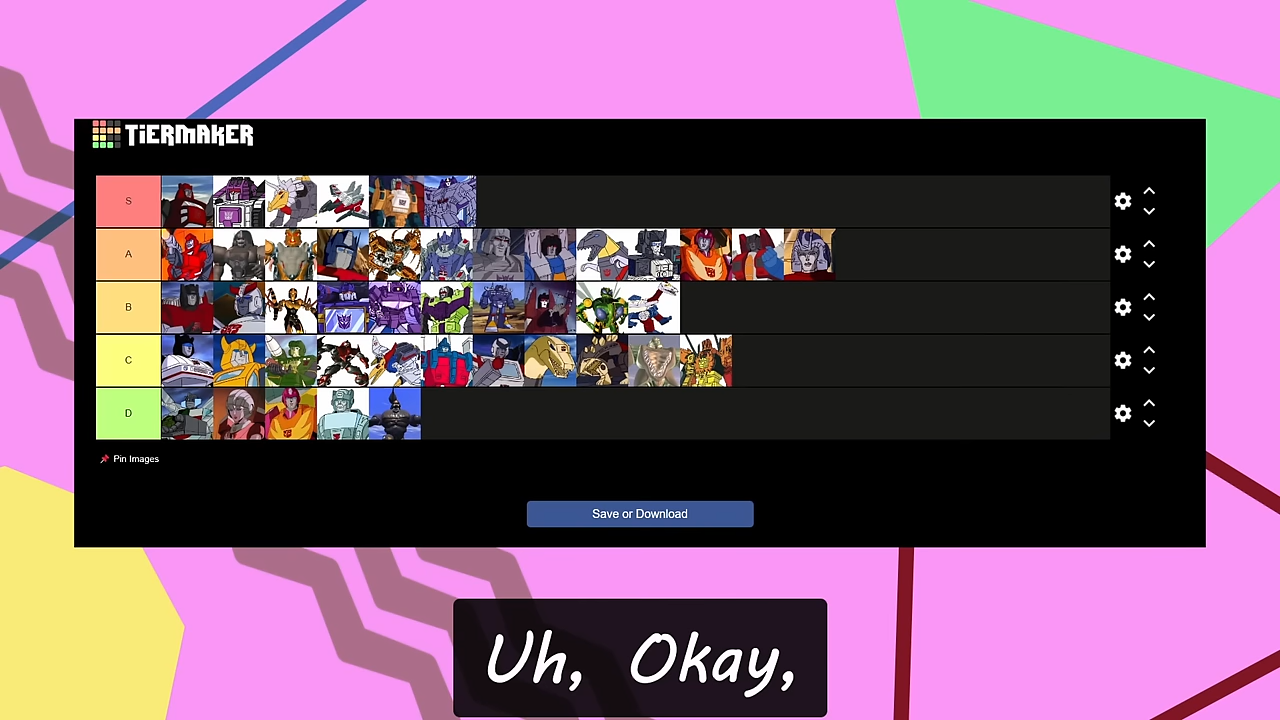 TiERMAKER
S
A
B
C
D
Pin Images
Save or Download
Uh, Okay,